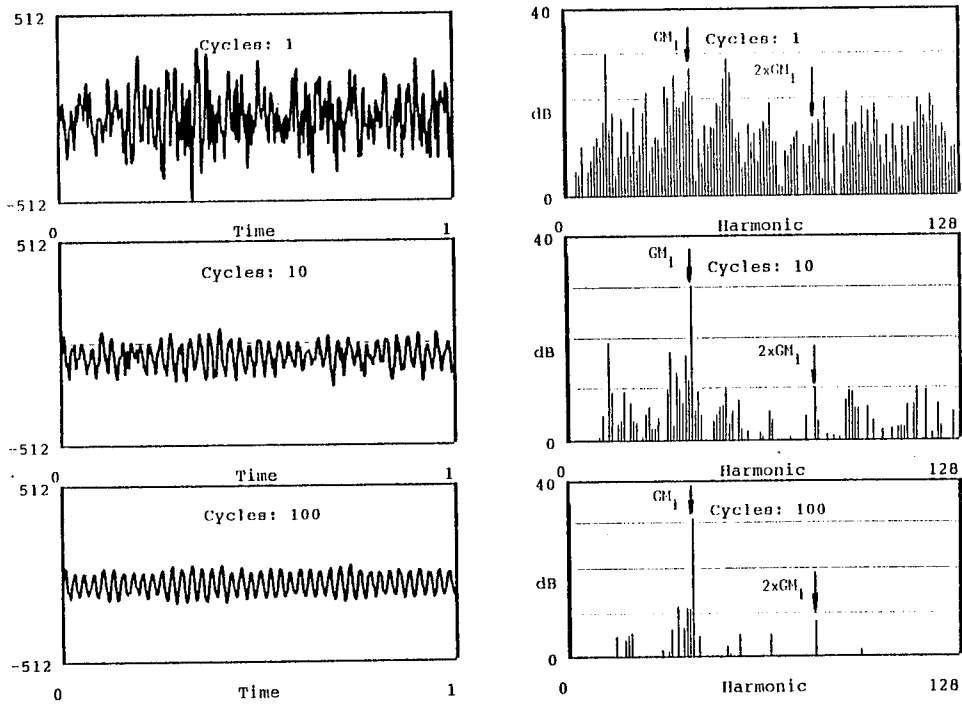 512
Cycles: 1
-512
0
Time
1
40
GM1
Cycles: 1
2xGM1
dB
0
0
Harmonic
128
512
Cycles: 10
-512
0
Time
1
40
GM1
Cycles: 10
2xGM1
dB
0
0
Harmonic
128
512
Cycles: 100
-512
0
Time
1
40
GM1
Cycles: 100
2xGM1
dB
0
0
Harmonic
128